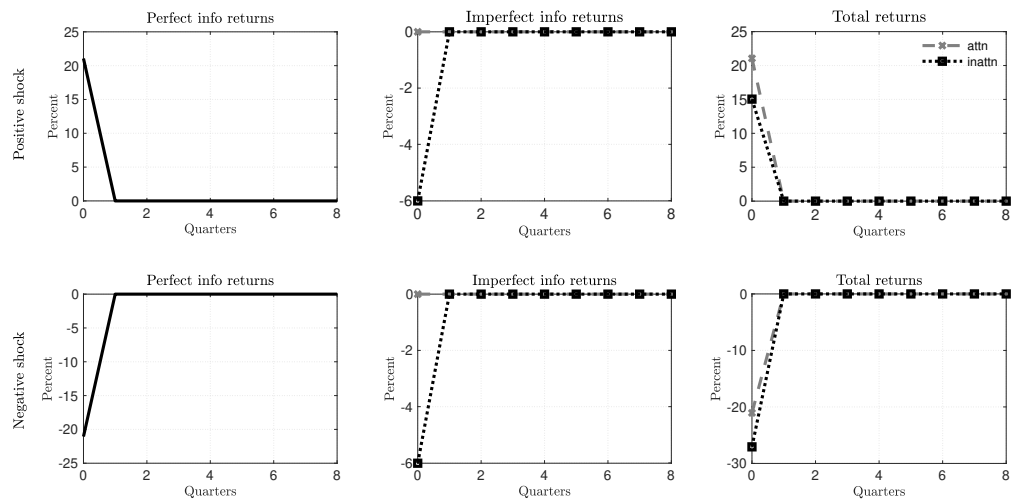 Perfect info returns
Imperfect info returns
Total returns
Positive shock
Percent
25
20
15
10
5
0
0 2 4 6 8
Quarters
Percent
0
-2
-4
-6
0 2 4 6 8
Quarters
Percent
25
20
15
10
5
0
0 2 4 6 8
Quarters
attn
inattn
Perfect info returns
Imperfect info returns
Total returns
Negative shock
Percent
0
-5
-10
-15
-20
-25
0 2 4 6 8
Quarters
Percent
0
-2
-4
-6
0 2 4 6 8
Quarters
Percent
0
-10
-20
-30
0 2 4 6 8
Quarters